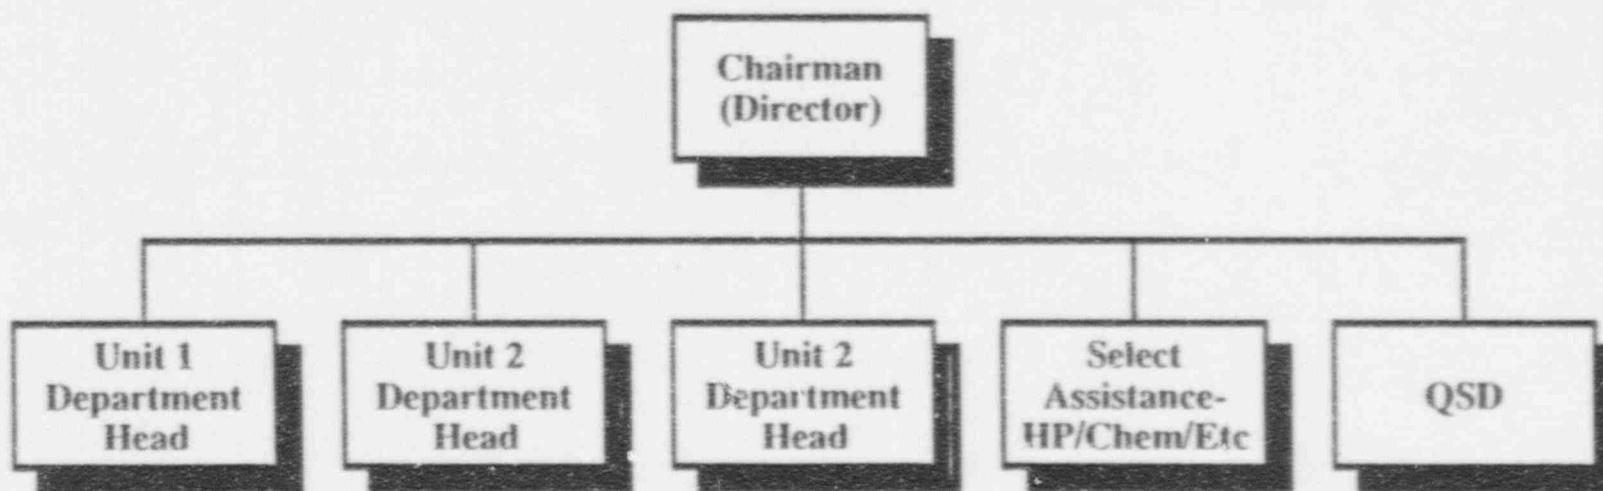 Chairman
(Director)
Unit 1
Department
Head
Unit 2
Department
Head
Unit 2
Department
Head
Select
Assistance-
HP/Chem/Etc
QSD